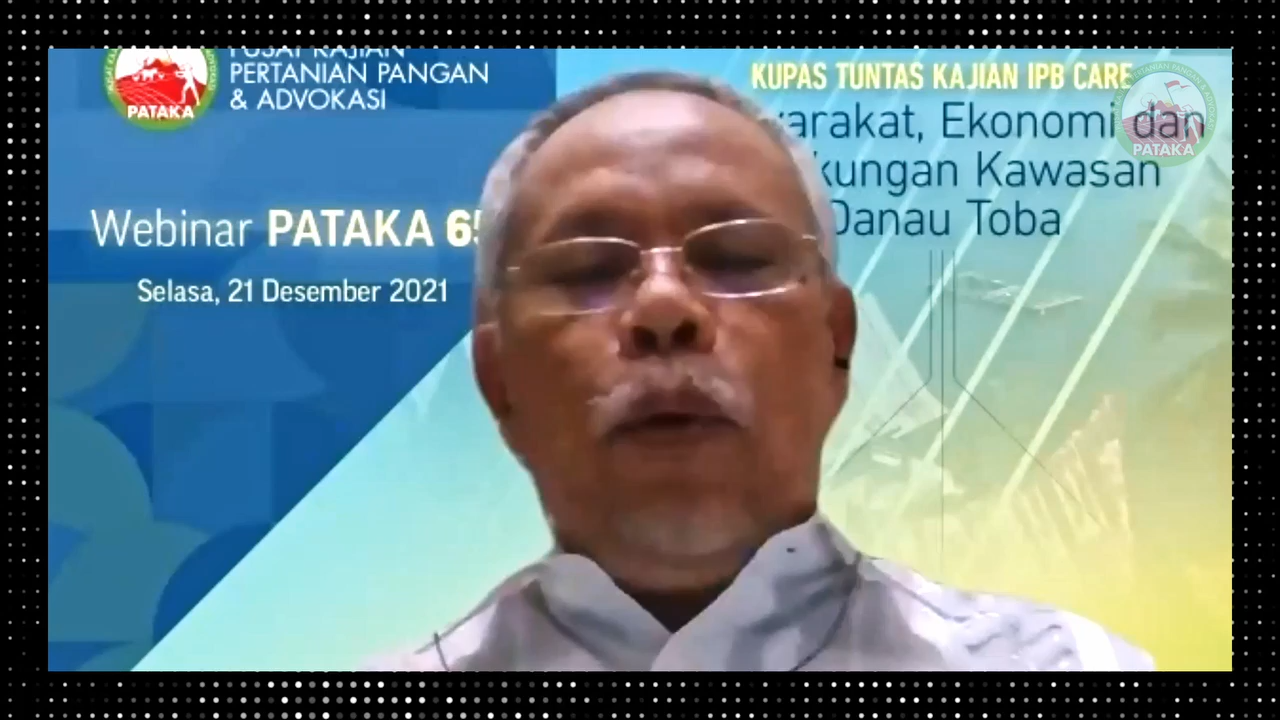 PUSAT KAJIAN
PERTANIAN PANGAN
& ADVOKASI
PATAKA
Webinar PATAKA 65
Selasa, 21 Desember 2021
KUPAS TUNTAS KAJIAN IPB CARE
yarakat, Ekonomi dan
kungan Kawasan
Danau Toba
PATAKA